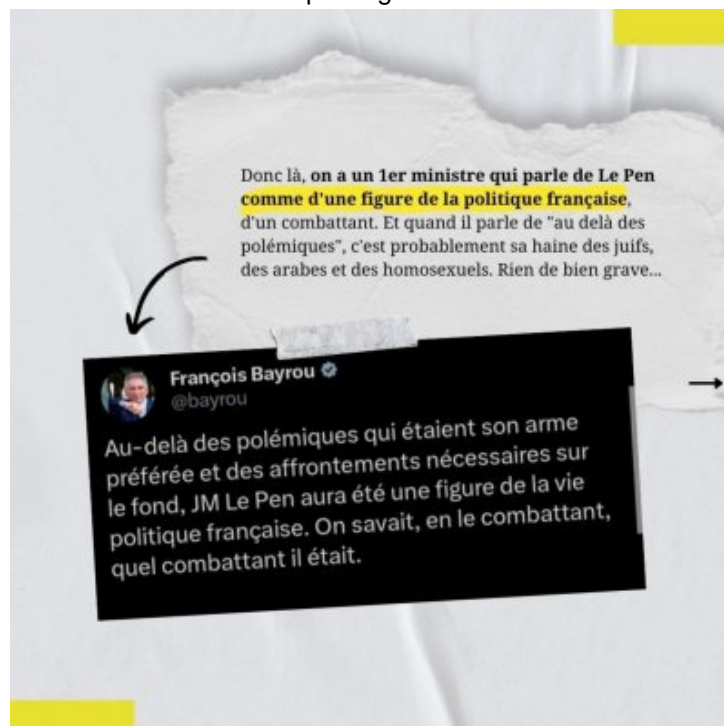 Donc là, on a un 1er ministre qui parle de Le Pen
comme d'une figure de la politique française,
d'un combattant. Et quand il parle de "au delà des
polémiques", c'est probablement sa haine des juifs,
des arabes et des homosexuels. Rien de bien grave...
François Bayrou
@bayrou
Au-delà des polémiques qui étaient son arme
préférée et des affrontements nécessaires sur
le fond, JM Le Pen aura été une figure de la vie
politique française. On savait, en le combattant,
quel combattant il était.